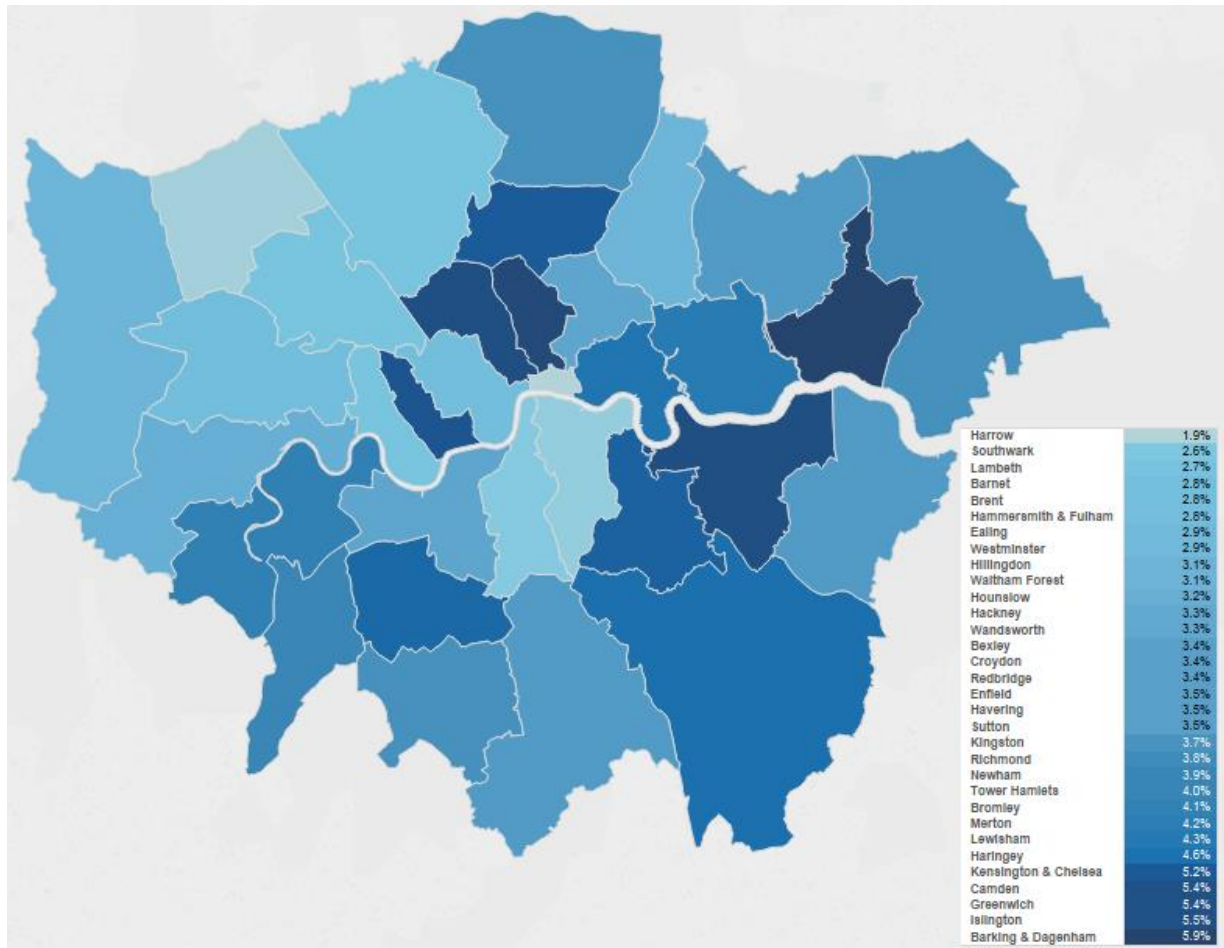 Harrow 1.9%
Southwark 2.6%
Lambeth 2.7%
Barnet 2.8%
Brent 2.8%
Hammersmith & Fulham 2.8%
Ealing 2.9%
Westminster 2.9%
Hillingdon 3.1%
Waltham Forest 3.1%
Hounslow 3.2%
Hackney 3.3%
Wandsworth 3.3%
Bexley 3.4%
Croydon 3.4%
Redbridge 3.4%
Enfield 3.5%
Havering 3.5%
Sutton 3.5%
Kingston 3.7%
Richmond 3.8%
Newham 3.9%
Tower Hamlets 4.0%
Bromley 4.1%
Merton 4.2%
Lewisham 4.3%
Haringey 4.6%
Kensington & Chelsea 5.2%
Camden 5.4%
Greenwich 5.4%
Islington 5.5%
Barking & Dagenham 5.9%